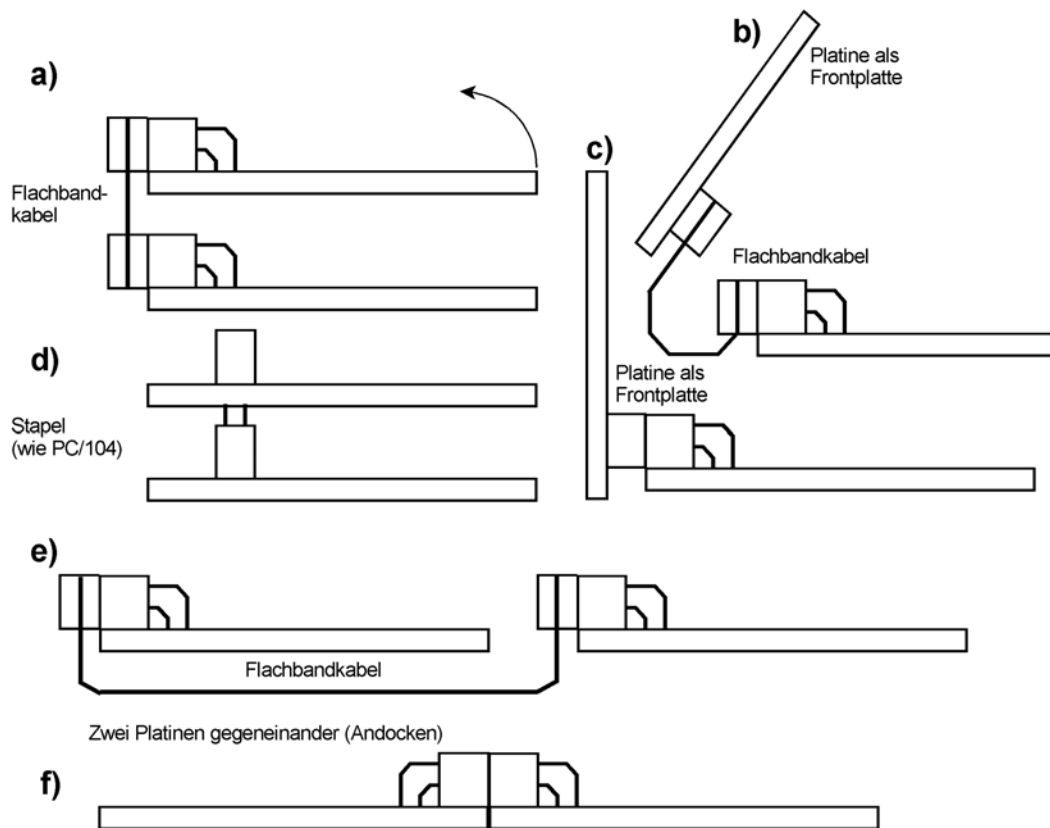 a)
Flachband-
kabel
b)
Platine als
Frontplatte
c)
Flachbandkabel
Platine als
Frontplatte
d)
Stapel
(wie PC/104)
e)
Flachbandkabel
Zwei Platinen gegeneinander (Andocken)
f)